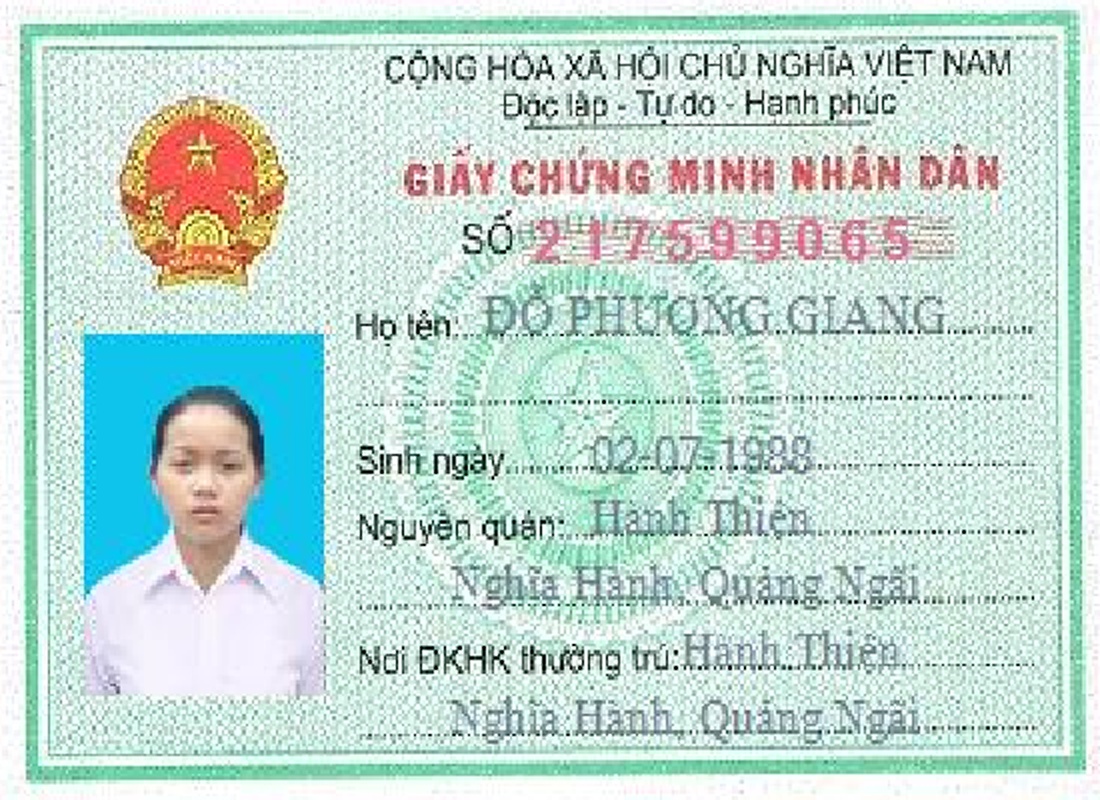 CỘNG HÒA XÃ HỘI CHỦ NGHĨA VIỆT NAM
Độc lập - Tự do - Hạnh phúc
GIẤY CHỨNG MINH NHÂN DÂN
SỐ 217599065
Họ tên: ĐỖ PHƯƠNG GIANG
Sinh ngày 02-07-1988
Nguyên quán: Hành Thiện
Nghĩa Hành, Quảng Ngãi
Nơi ĐKHK thường trú: Hành Thiện
Nghĩa Hành, Quảng Ngãi